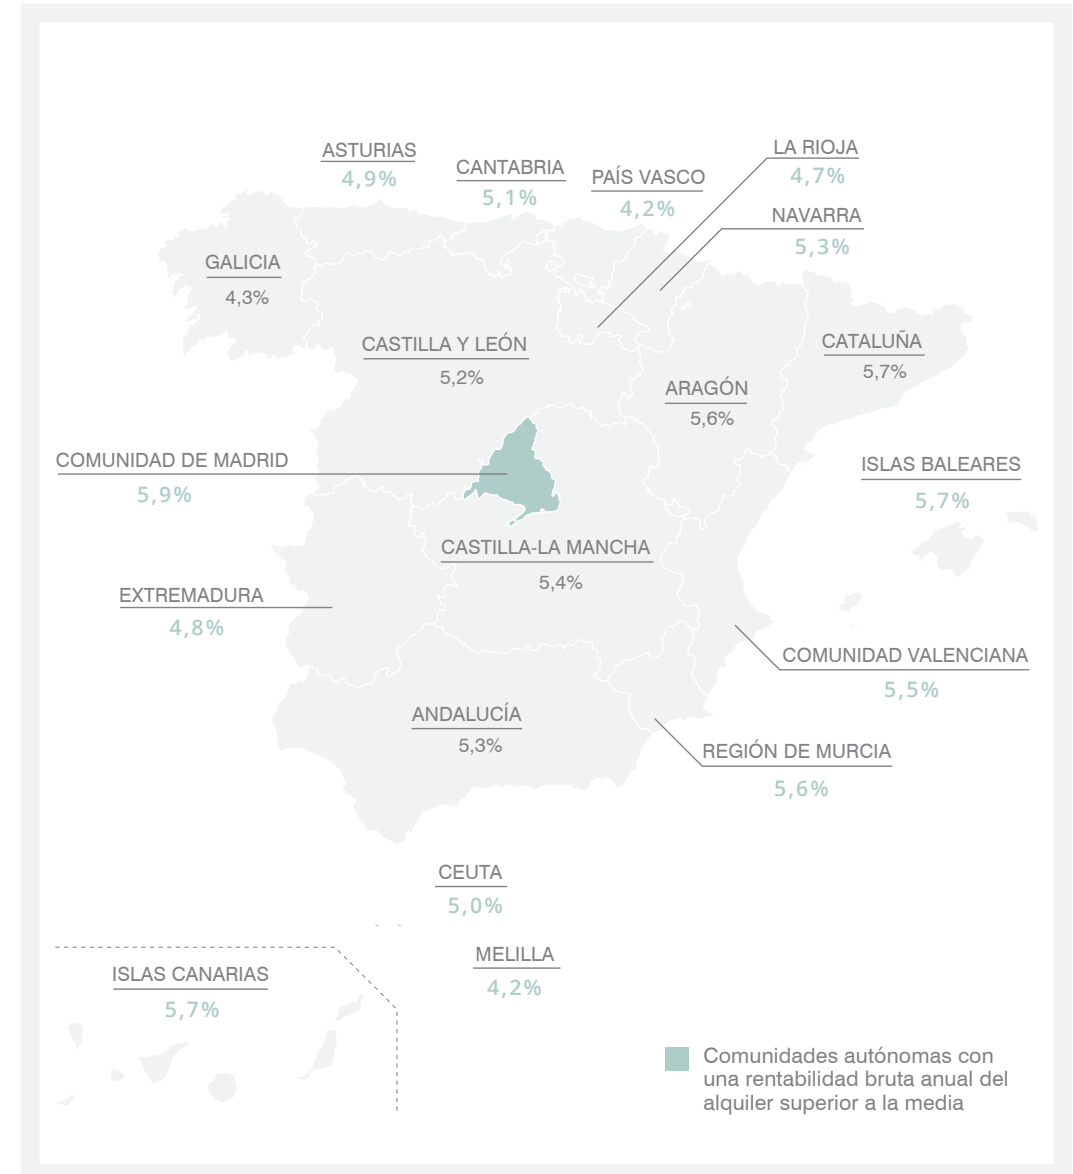 ASTURIAS
4,9%
CANTABRIA
5,1%
PAÍS VASCO
4,2%
LA RIOJA
4,7%
NAVARRA
5,3%
GALICIA
4,3%
CASTILLA Y LEÓN
5,2%
CATALUÑA
5,7%
ARAGÓN
5,6%
COMUNIDAD DE MADRID
5,9%
ISLAS BALEARES
5,7%
CASTILLA-LA MANCHA
5,4%
EXTREMADURA
4,8%
COMUNIDAD VALENCIANA
5,5%
ANDALUCÍA
5,3%
REGIÓN DE MURCIA
5,6%
CEUTA
5,0%
MELILLA
4,2%
ISLAS CANARIAS
5,7%
Comunidades autónomas con
una rentabilidad bruta anual del
alquiler superior a la media